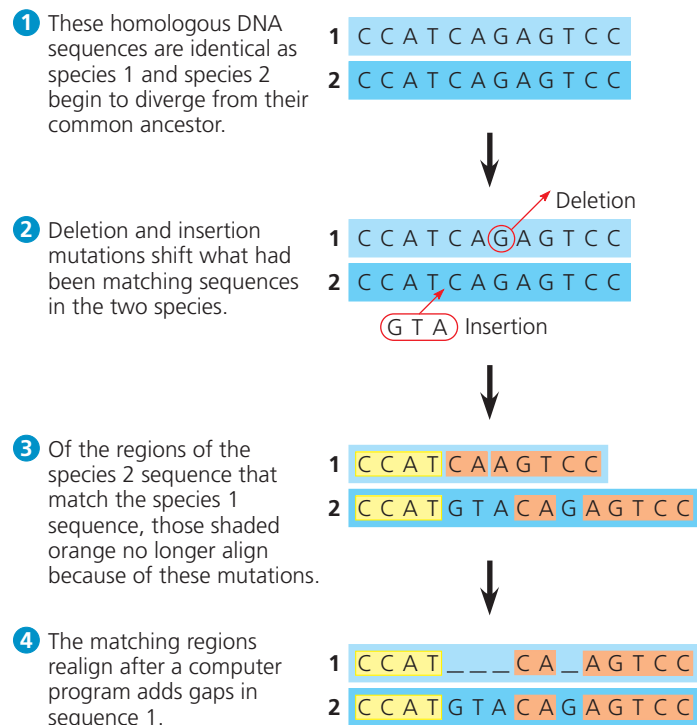 1 These homologous DNA
sequences are identical as
species 1 and species 2
begin to diverge from their
common ancestor.
1 C C A T C A G A G T C C
2 C C A T C A G A G T C C
2 Deletion and insertion
mutations shift what had
been matching sequences
in the two species.
Deletion
1 C C A T C A G A G T C C
2 C C A T C A G A G T C C
G T A Insertion
3 Of the regions of the
species 2 sequence that
match the species 1
sequence, those shaded
orange no longer align
because of these mutations.
1 C C A T C A A G T C C
2 C C A T G T A C A G A G T C C
4 The matching regions
realign after a computer
program adds gaps in
sequence 1.
1 C C A T _ _ _ C A _ A G T C C
2 C C A T G T A C A G A G T C C